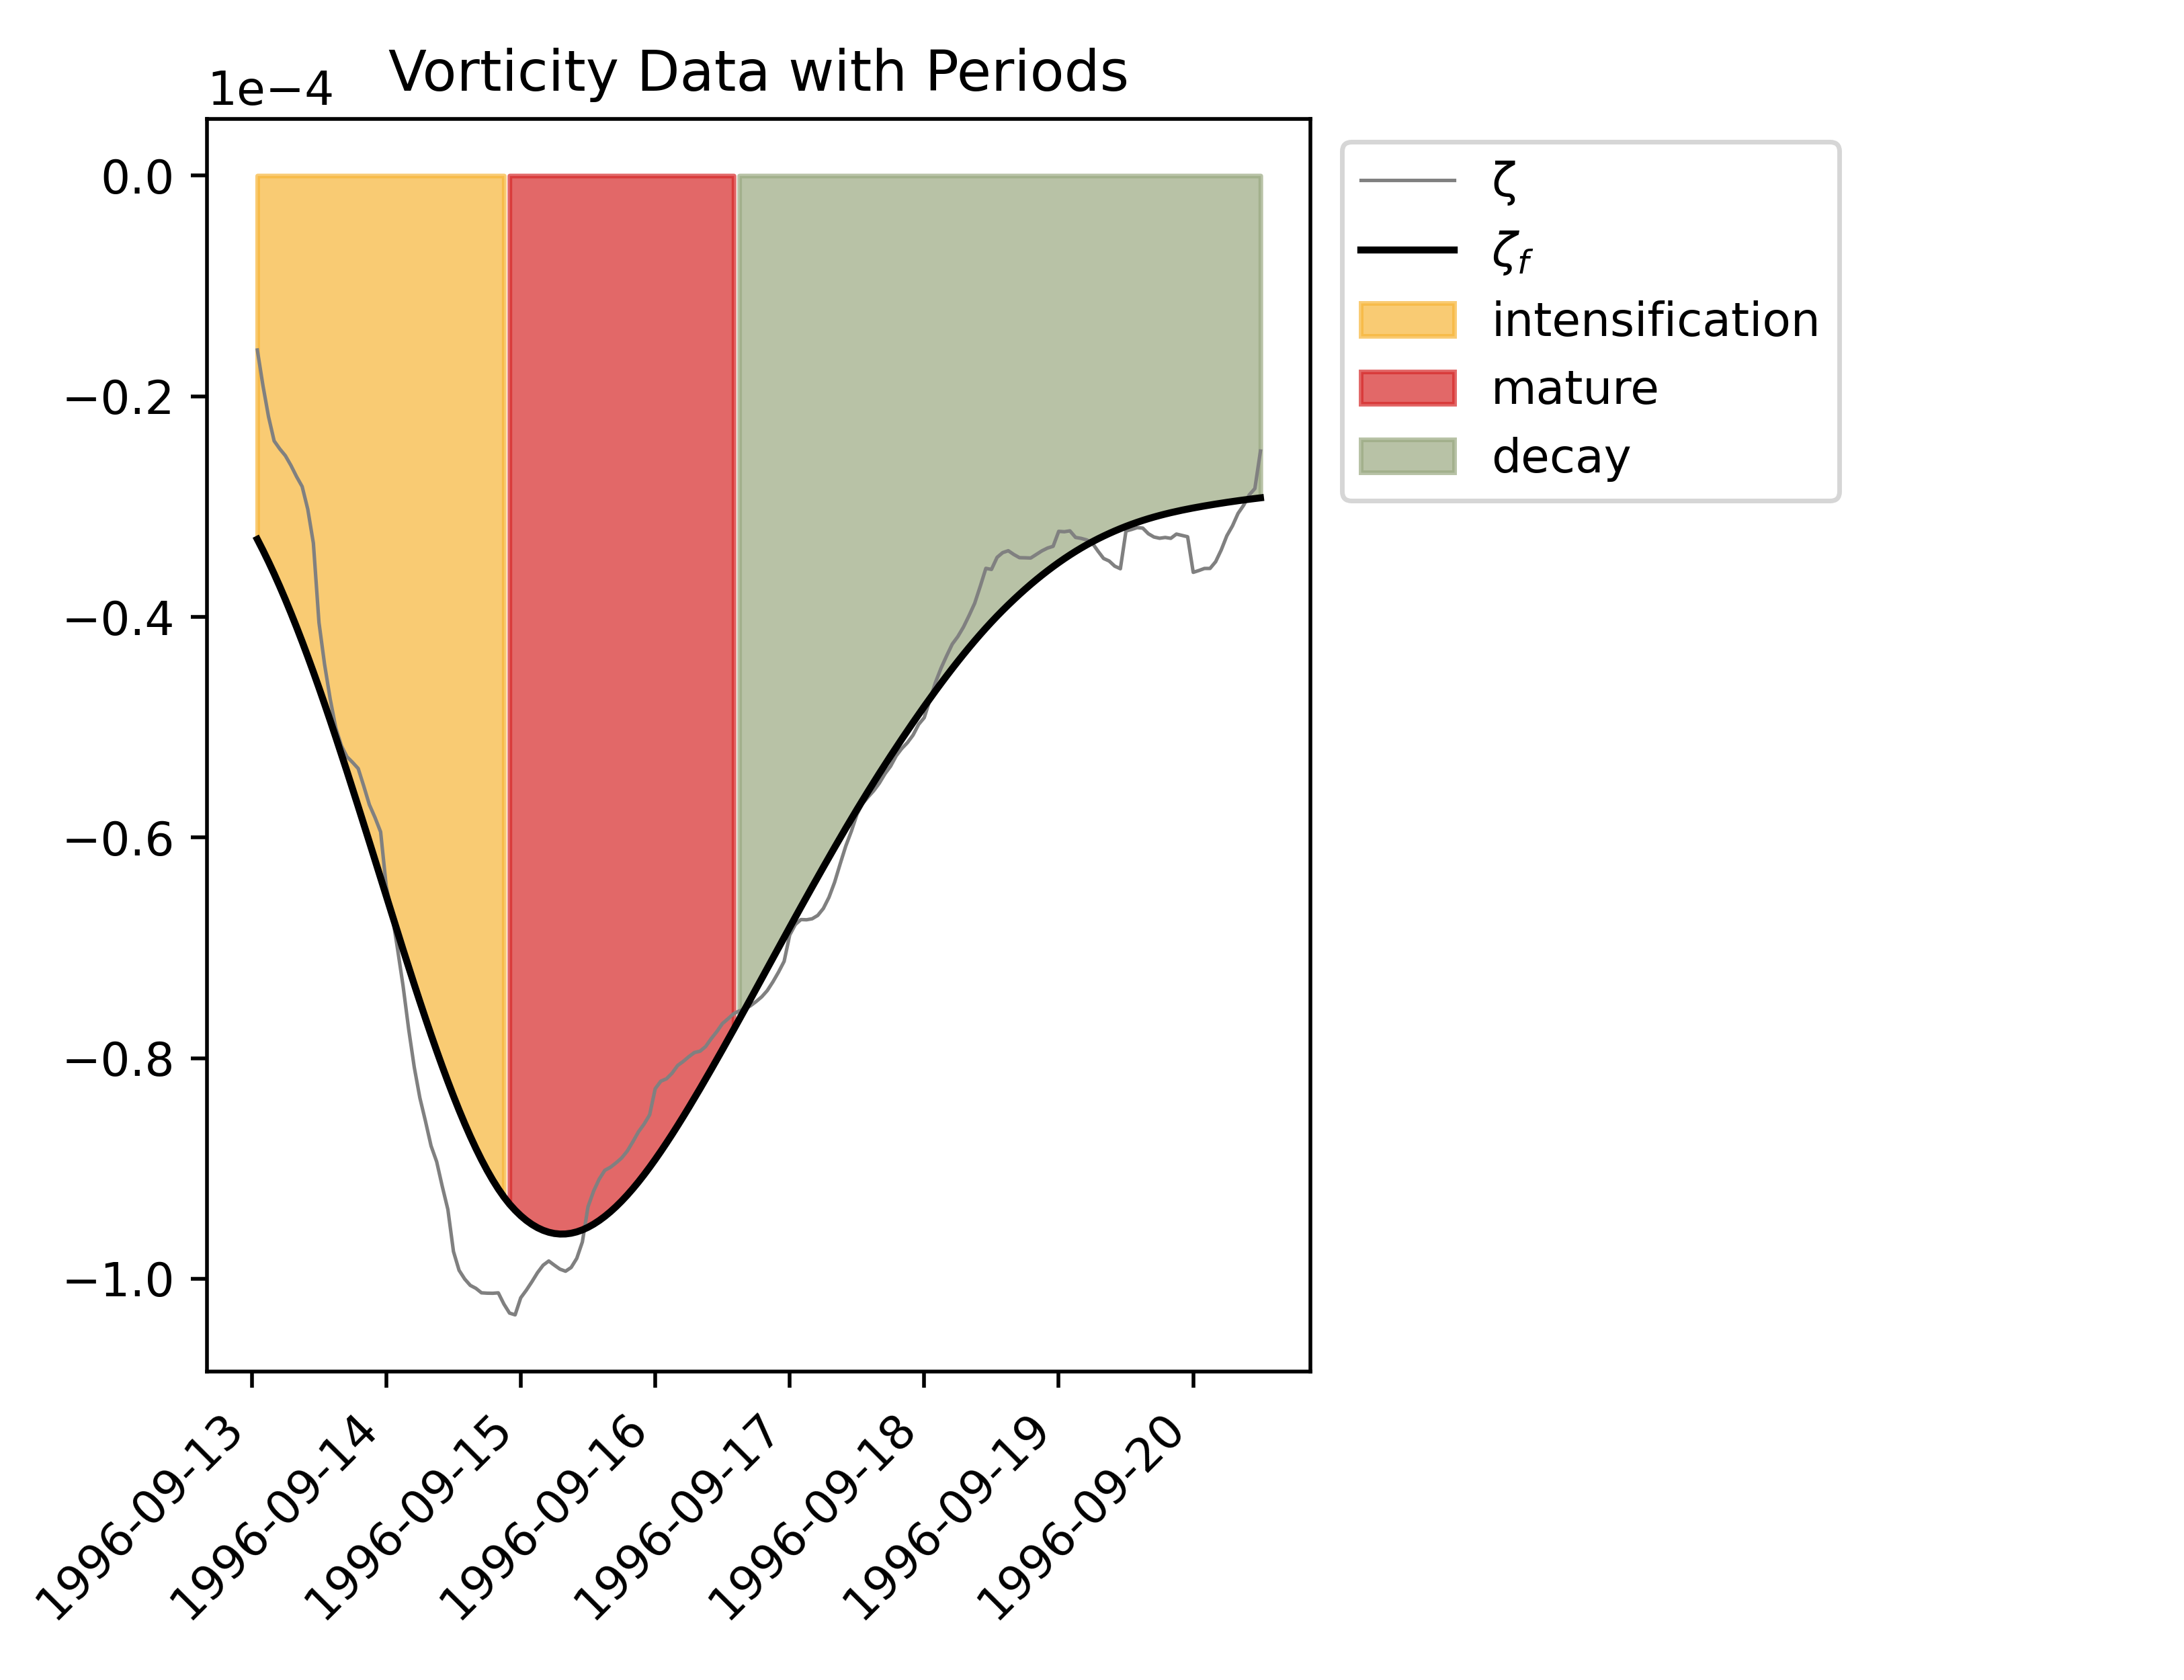 Vorticity Data with Periods
1e−4
0.0
−0.2
−0.4
−0.6
−0.8
−1.0
1996-09-13
1996-09-14
1996-09-15
1996-09-16
1996-09-17
1996-09-18
1996-09-19
1996-09-20
ζ
ζf
intensification
mature
decay